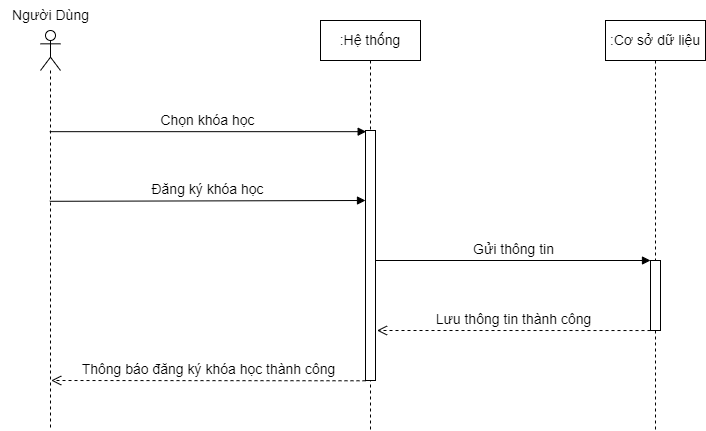 Người Dùng
:Hệ thống
:Cơ sở dữ liệu
Chọn khóa học
Đăng ký khóa học
Gửi thông tin
Lưu thông tin thành công
Thông báo đăng ký khóa học thành công